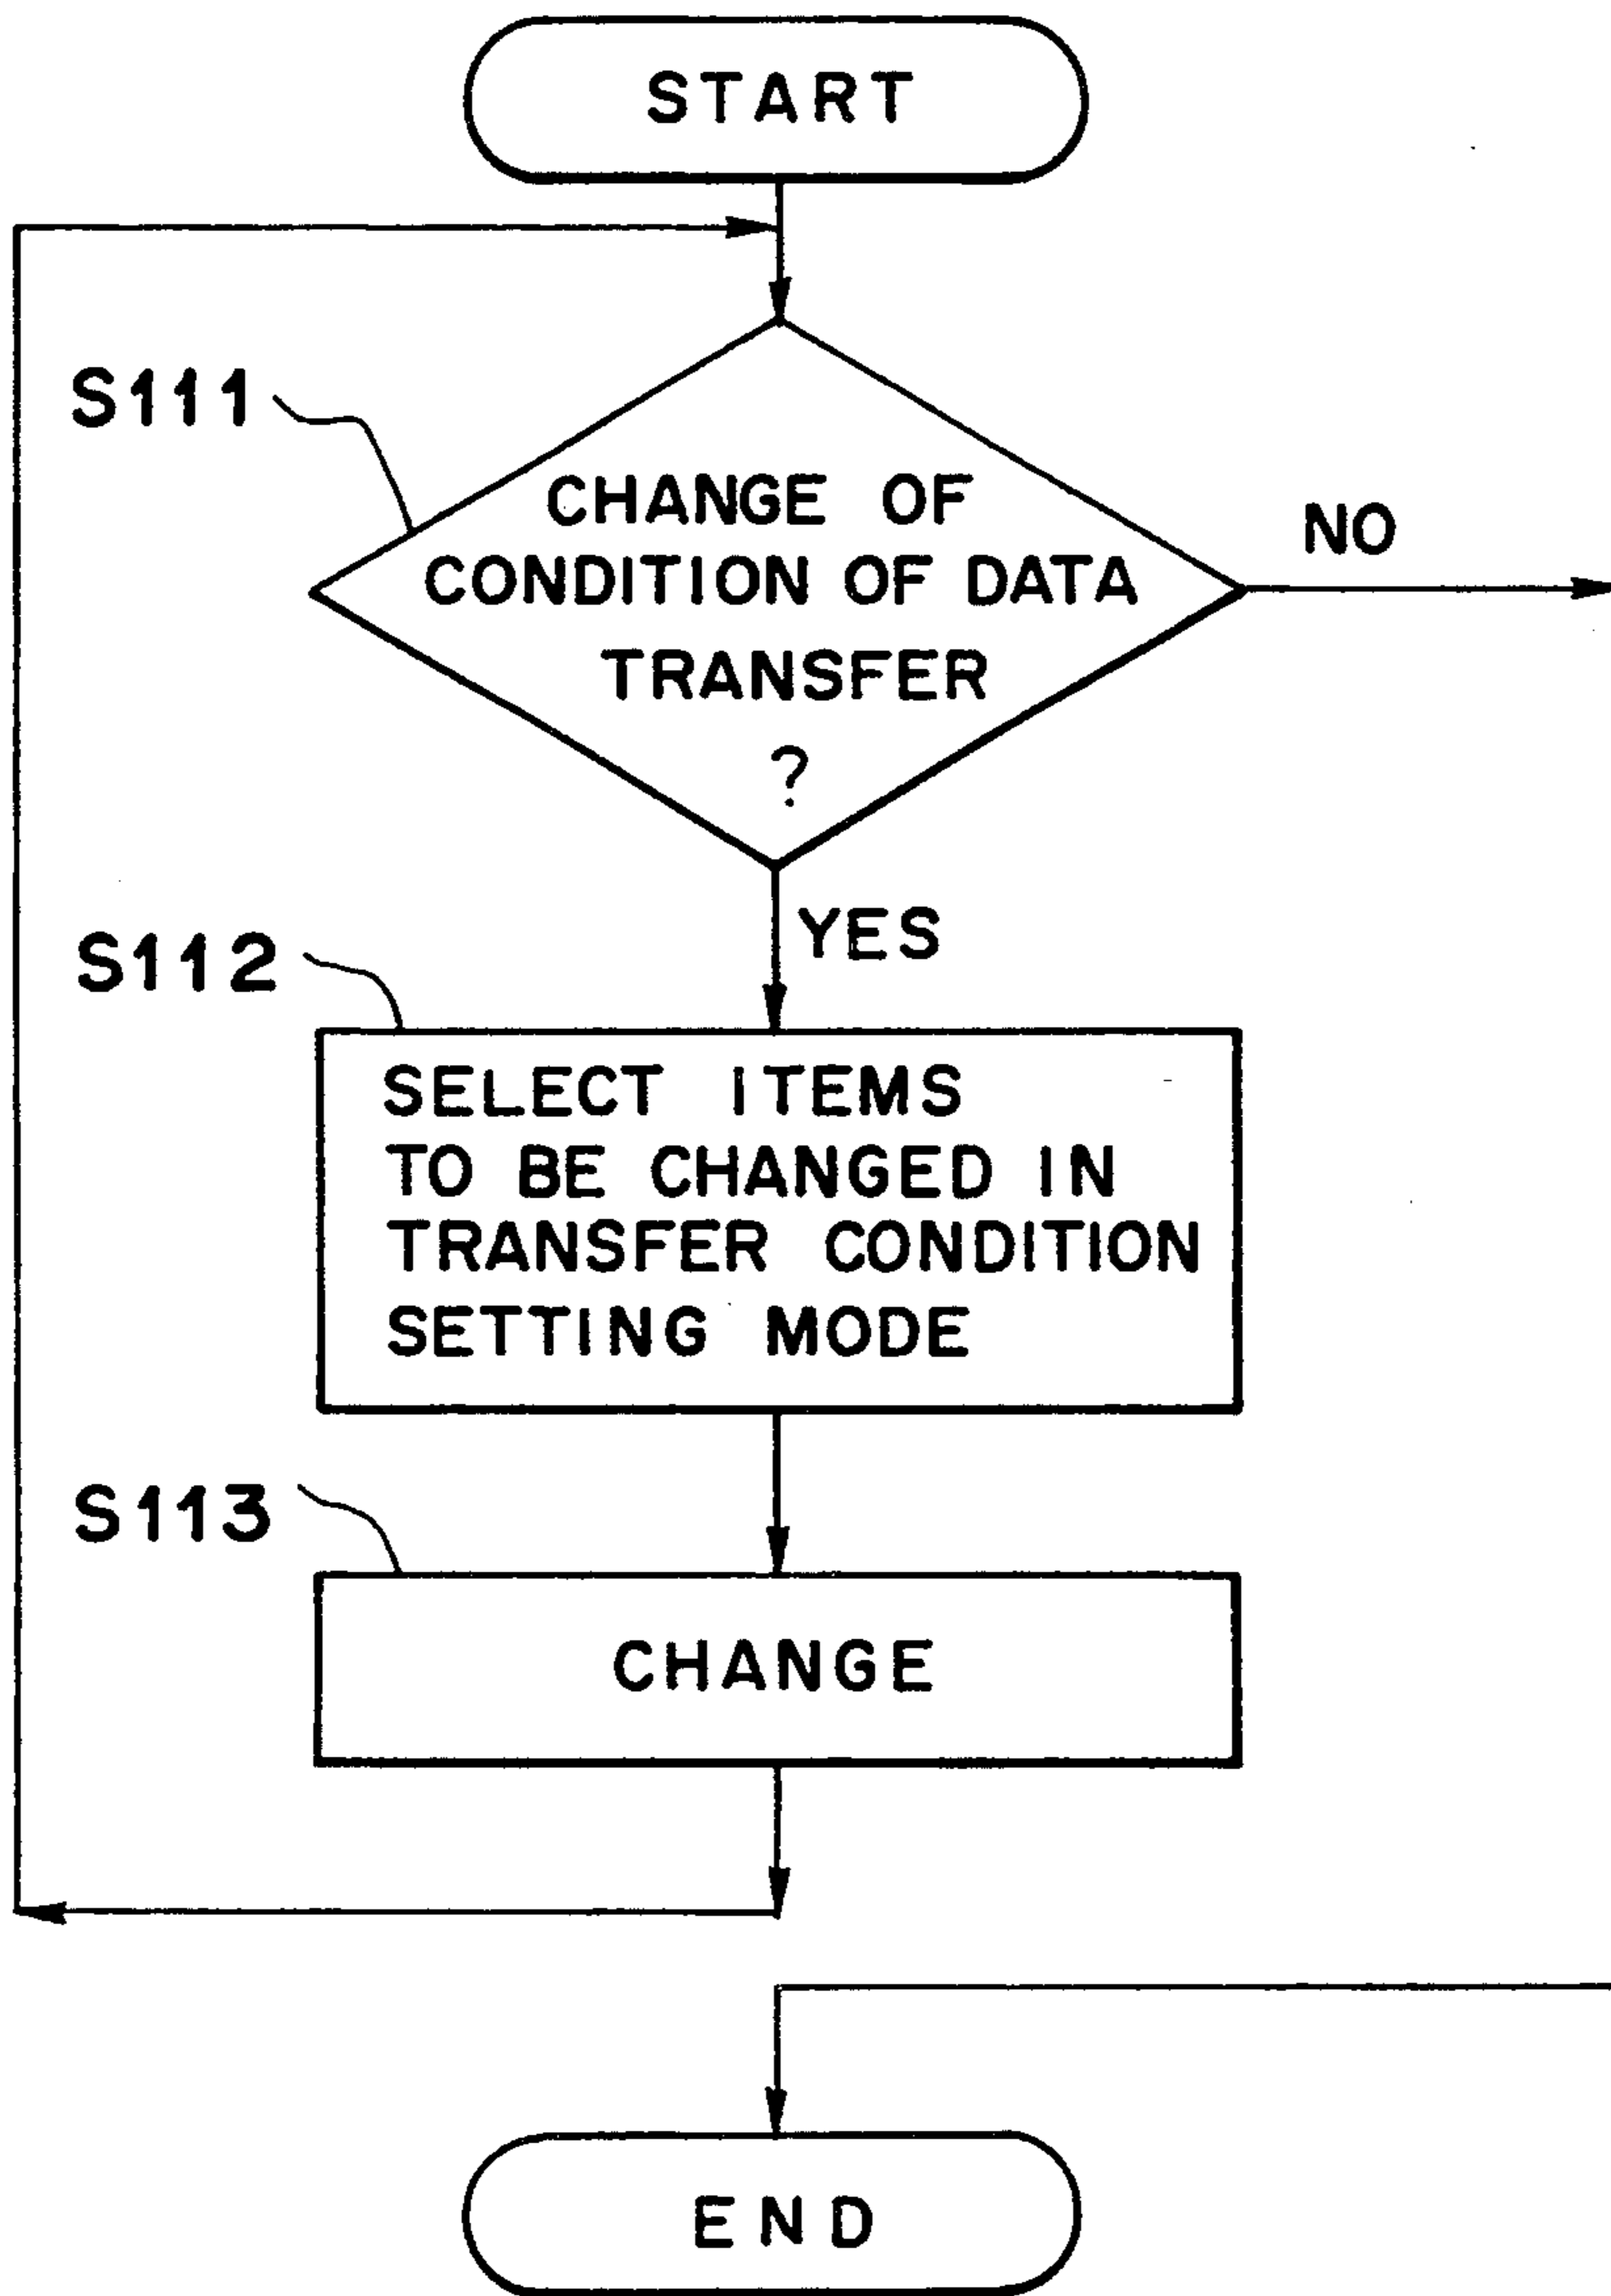 START
S111
CHANGE OF
CONDITION OF DATA
TRANSFER
?
NO
YES
S112
SELECT ITEMS
TO BE CHANGED IN
TRANSFER CONDITION
SETTING MODE
S113
CHANGE
END